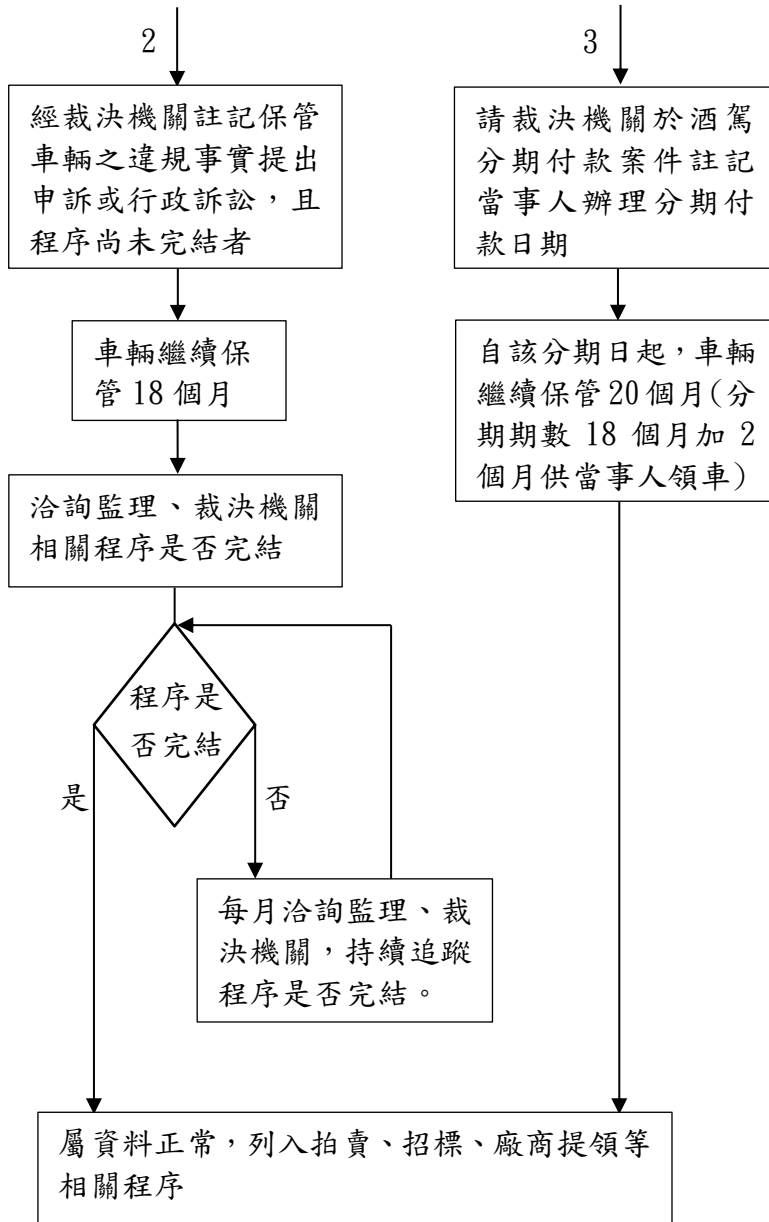 2
經裁決機關註記保管
車輛之違規事實提出
申訴或行政訴訟，且
程序尚未完結者
車輛繼續保
管 18 個月
洽詢監理、裁決機關
相關程序是否完結
程序是
否完結
是
否
每月洽詢監理、裁
決機關，持續追蹤
程序是否完結。
3
請裁決機關於酒駕
分期付款案件註記
當事人辦理分期付
款日期
自該分期日起，車輛
繼續保管 20 個月(分
期期數 18 個月加 2
個月供當事人領車)
屬資料正常，列入拍賣、招標、廠商提領等
相關程序